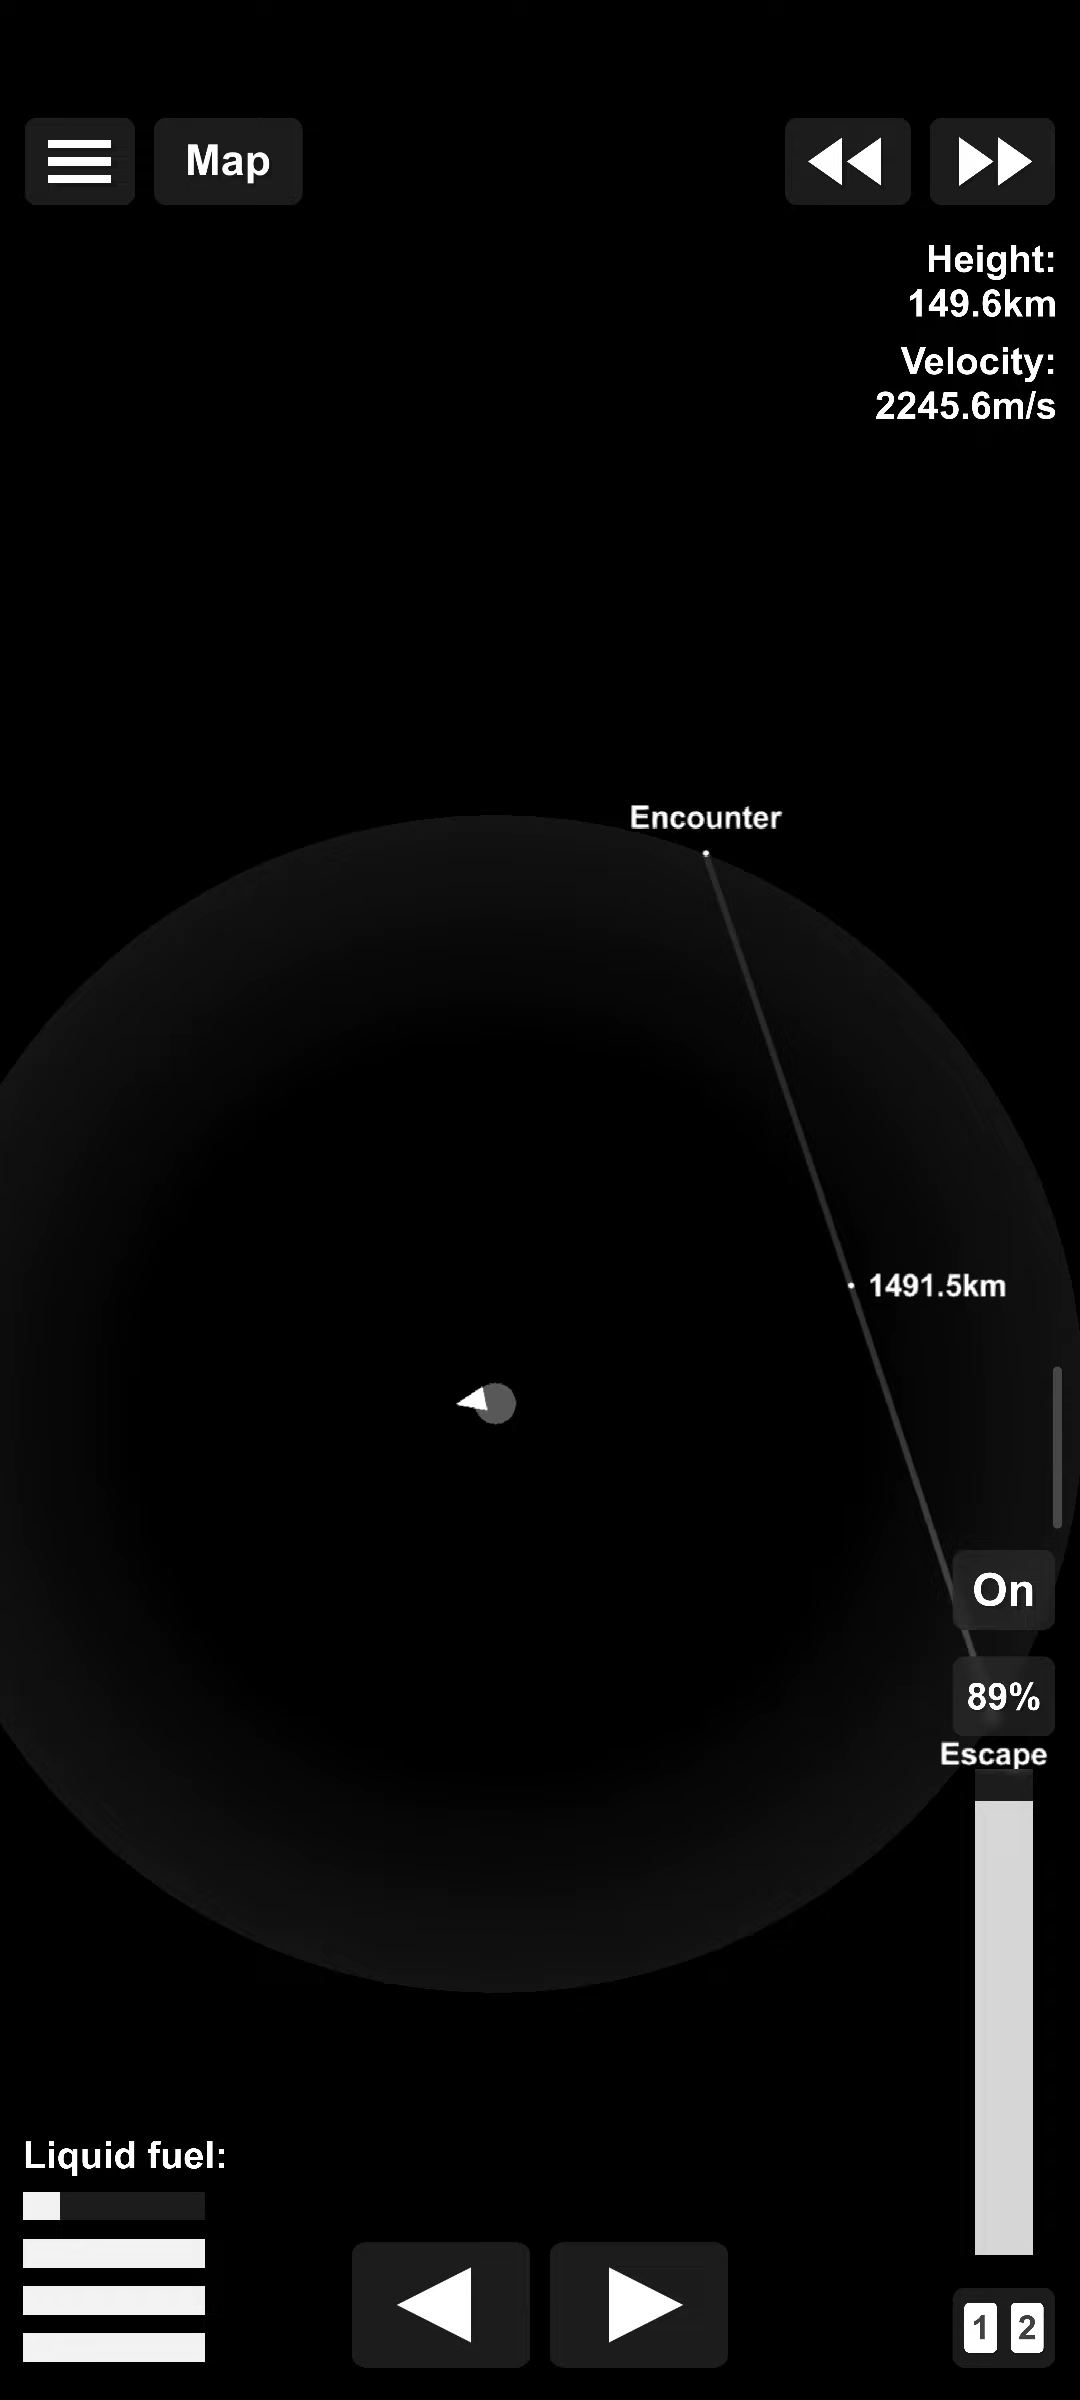 Map
Height:
149.6km
Velocity:
2245.6m/s
Encounter
1491.5km
On
89%
Escape
Liquid fuel:
1 2